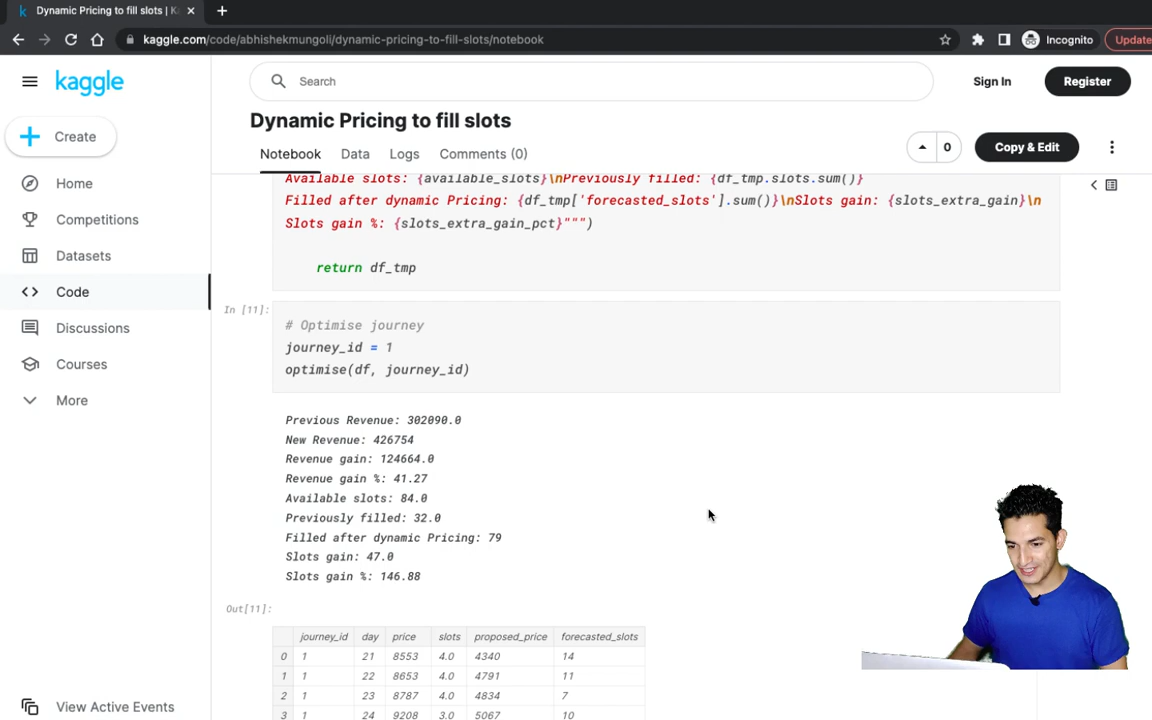 Dynamic Pricing to fill slots | K
kaggle.com/code/abhishekmungoli/dynamic-pricing-to-fill-slots/notebook
Incognito
Update
kaggle
Search
Sign In
Register
Create
Dynamic Pricing to fill slots
0
Copy & Edit
Notebook
Data
Logs
Comments (0)
Home
Competitions
Datasets
Code
Discussions
Courses
More
View Active Events
Available slots: {available_slots}\nPreviously filled: {df_tmp.slots.sum()}
Filled after dynamic Pricing: {df_tmp['forecasted_slots'].sum()}\nSlots gain: {slots_extra_gain}\n
Slots gain %: {slots_extra_gain_pct}""")
return df_tmp
In [11]:
# Optimise journey
journey_id = 1
optimise(df, journey_id)
Previous Revenue: 302090.0
New Revenue: 426754
Revenue gain: 124664.0
Revenue gain %: 41.27
Available slots: 84.0
Previously filled: 32.0
Filled after dynamic Pricing: 79
Slots gain: 47.0
Slots gain %: 146.88
Out[11]:
journey_id day price slots proposed_price forecasted_slots
0 1 21 8553 4.0 4340 14
1 1 22 8653 4.0 4791 11
2 1 23 8787 4.0 4834 7
3 1 24 9208 3.0 5067 10